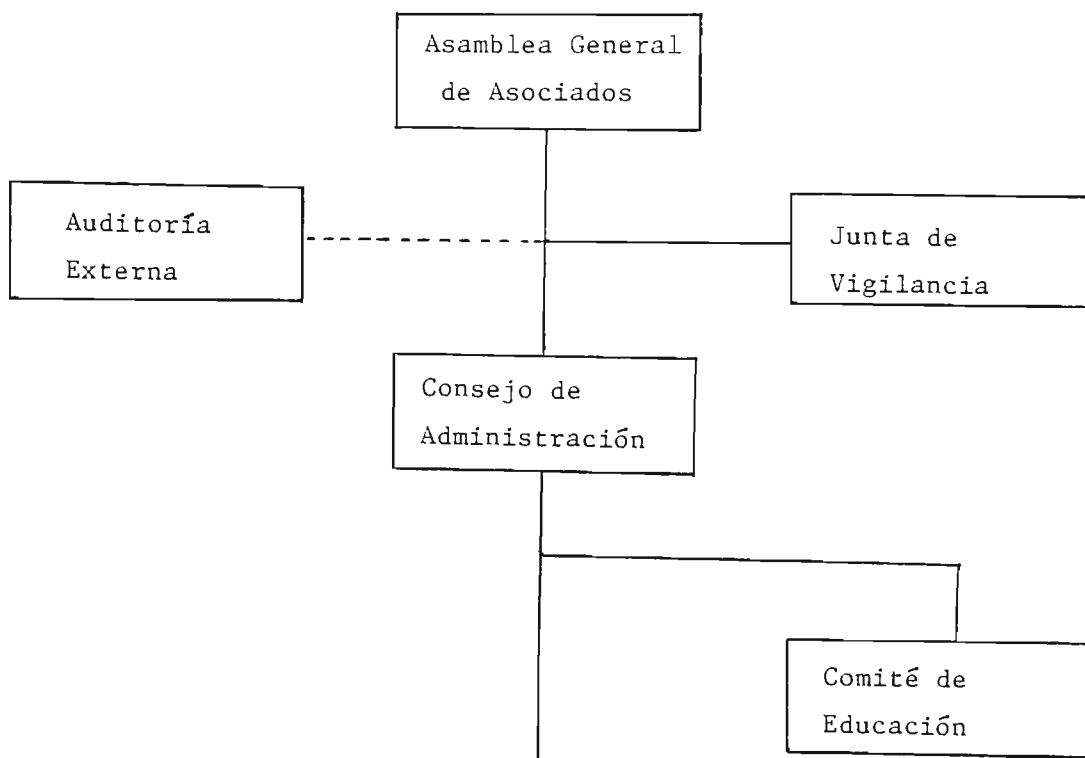 Asamblea General
de Asociados
Auditoría
Externa
Junta de
Vigilancia
Consejo de
Administración
Comité de
Educación